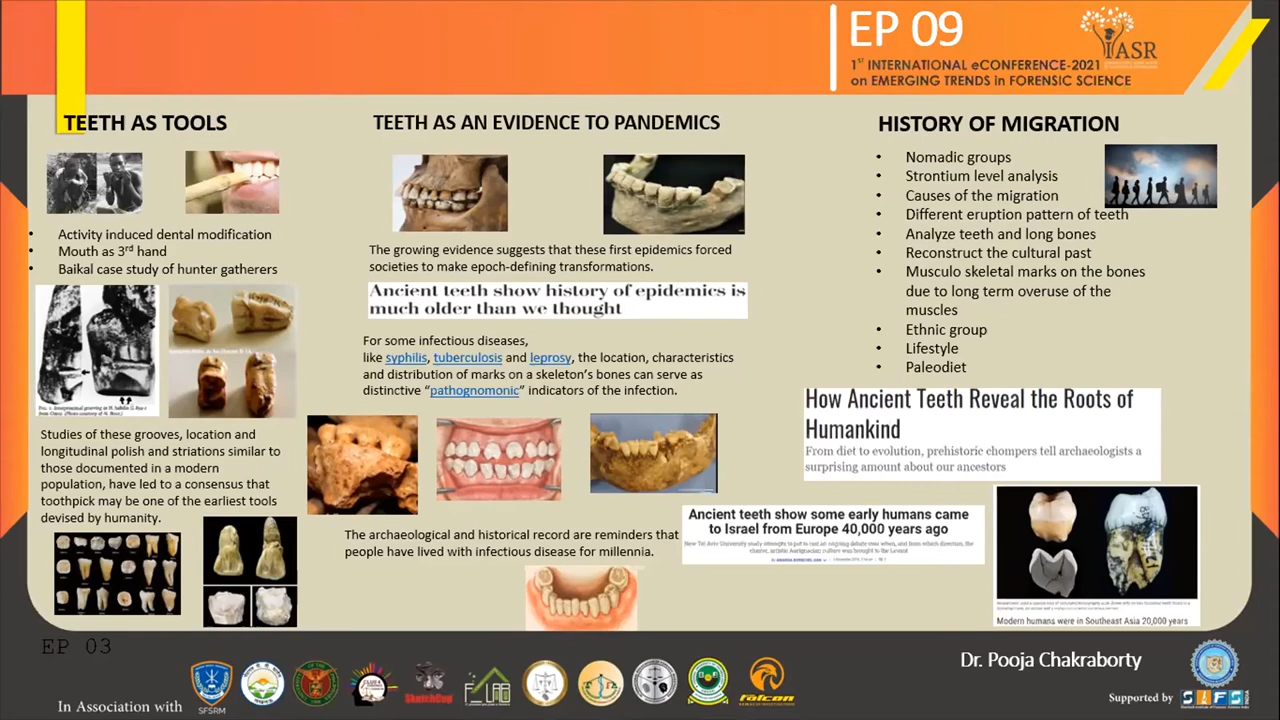 EP 09
IASR
1ST INTERNATIONAL eCONFERENCE-2021
on EMERGING TRENDS in FORENSIC SCIENCE
TEETH AS TOOLS
Activity induced dental modification
Mouth as 3rd hand
Baikal case study of hunter gatherers
Studies of these grooves, location and
longitudinal polish and striations similar to
those documented in a modern
population, have led to a consensus that
toothpick may be one of the earliest tools
devised by humanity.
TEETH AS AN EVIDENCE TO PANDEMICS
The growing evidence suggests that these first epidemics forced
societies to make epoch-defining transformations.
Ancient teeth show history of epidemics is
much older than we thought
For some infectious diseases,
like syphilis, tuberculosis and leprosy, the location, characteristics
and distribution of marks on a skeleton's bones can serve as
distinctive “pathognomonic” indicators of the infection.
The archaeological and historical record are reminders that
people have lived with infectious disease for millennia.
HISTORY OF MIGRATION
• Nomadic groups
• Strontium level analysis
• Causes of the migration
• Different eruption pattern of teeth
• Analyze teeth and long bones
• Reconstruct the cultural past
• Musculo skeletal marks on the bones
due to long term overuse of the
muscles
• Ethnic group
• Lifestyle
• Paleodiet
How Ancient Teeth Reveal the Roots of
Humankind
From diet to evolution, prehistoric chompers tell archaeologists a
surprising amount about our ancestors
Ancient teeth show some early humans came
to Israel from Europe 40,000 years ago
Modern humans were in Southeast Asia 20,000 years
EP 03
In Association with
SFSRM
SketchCop
FLAG
falcon
Dr. Pooja Chakraborty
Supported by
SIFS
INDIA